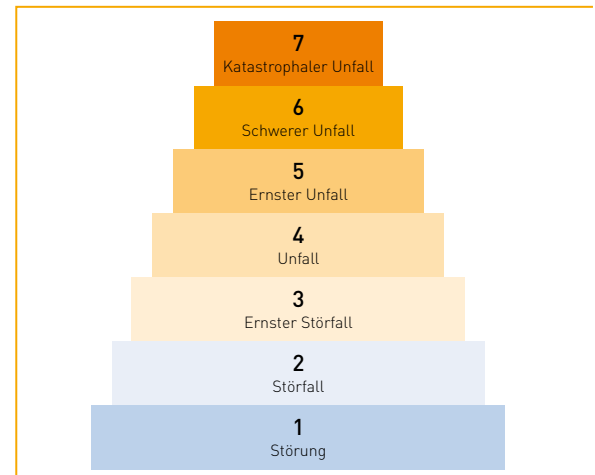 7
Katastrophaler Unfall
6
Schwerer Unfall
5
Ernster Unfall
4
Unfall
3
Ernster Störfall
2
Störfall
1
Störung